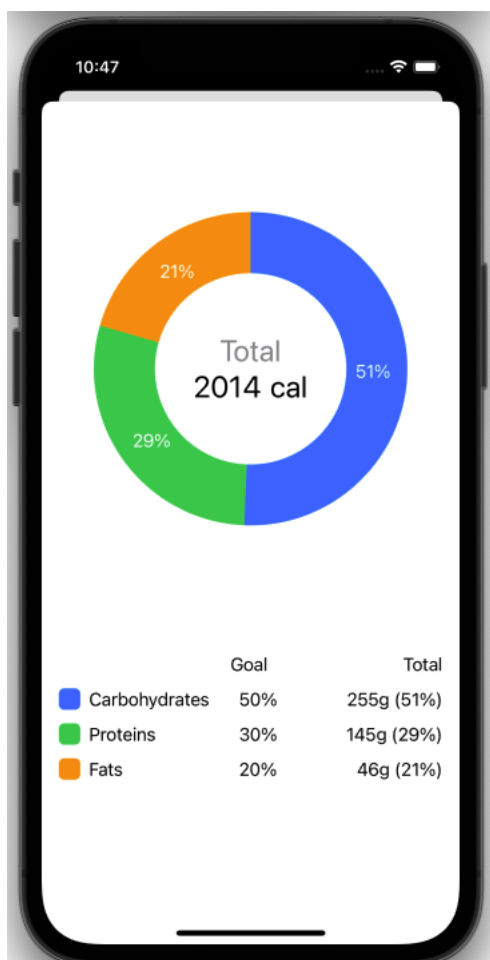 10:47
21%
Total
2014 cal
51%
29%
Goal Total
Carbohydrates 50% 255g (51%)
Proteins 30% 145g (29%)
Fats 20% 46g (21%)